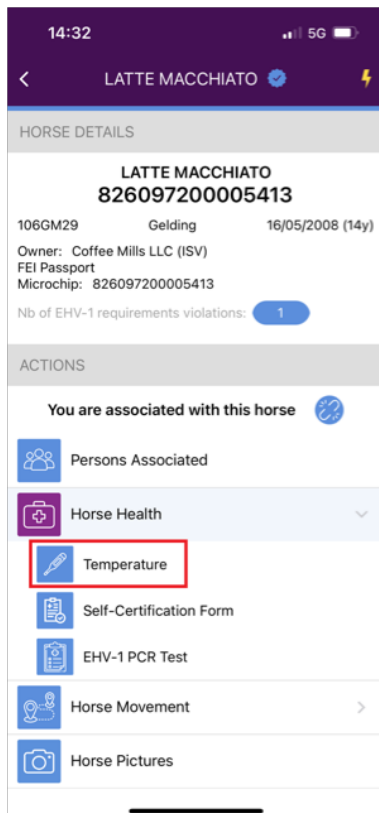 14:32 5G
LATTE MACCHIATO
HORSE DETAILS
LATTE MACCHIATO
826097200005413
106GM29 Gelding 16/05/2008 (14y)
Owner: Coffee Mills LLC (ISV)
FEI Passport
Microchip: 826097200005413
Nb of EHV-1 requirements violations: 1
ACTIONS
You are associated with this horse
Persons Associated
Horse Health
Temperature
Self-Certification Form
EHV-1 PCR Test
Horse Movement
Horse Pictures